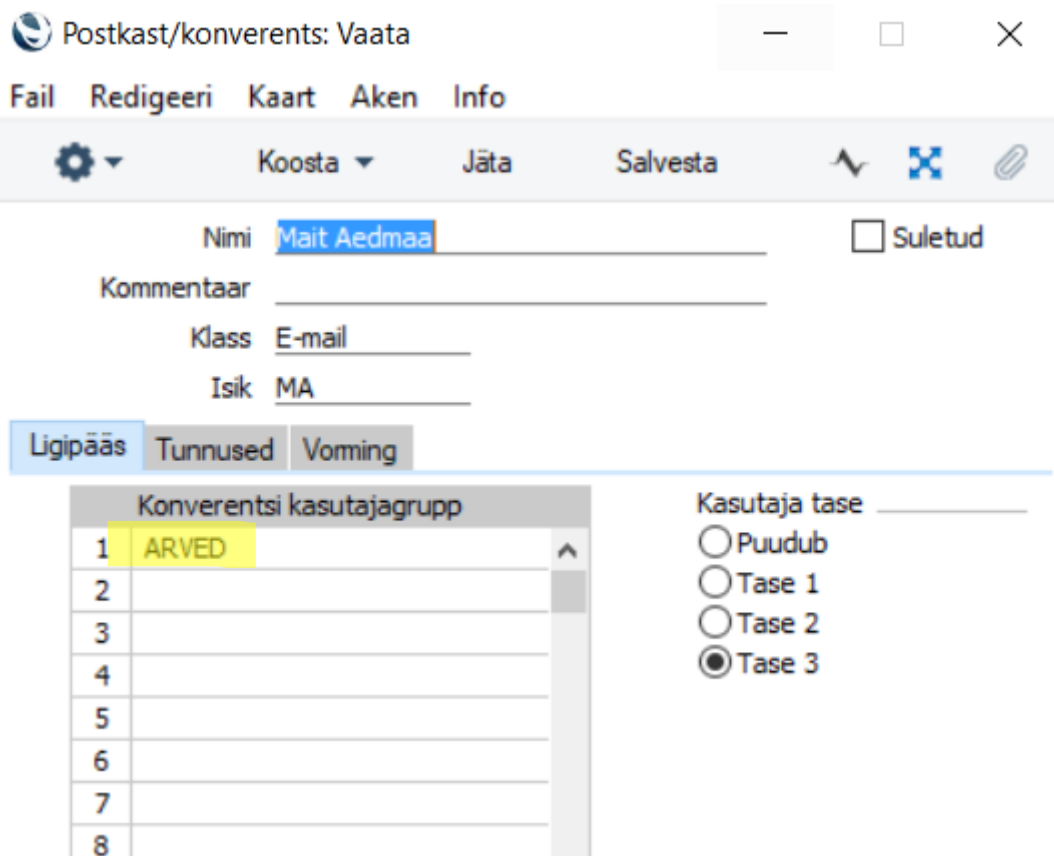 Postkast/konverents: Vaata
Fail Redigeeri Kaart Aken Info
Koosta Jäta Salvesta
Nimi Mait Aedmaa Suletud
Kommentaar
Klass E-mail
Isik MA
Ligipääs Tunnused Vorming
Konverentsi kasutajagrupp Kasutaja tase
1 ARVED Puudub
2 Tase 1
3 Tase 2
4 Tase 3
5
6
7
8